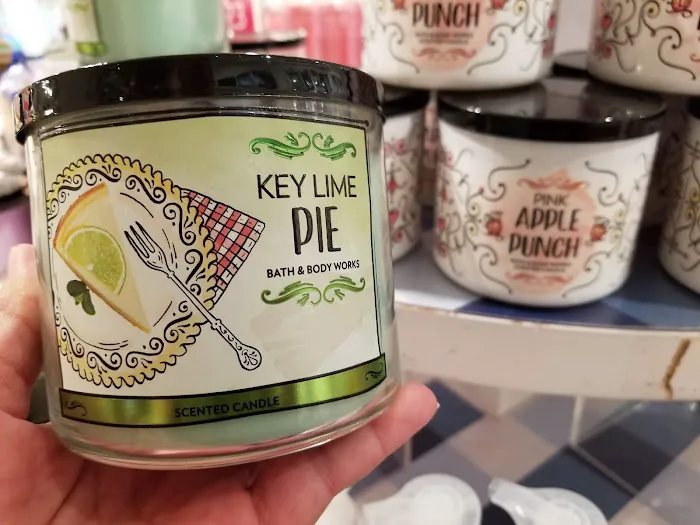 KEY LIME
PIE
BATH & BODY WORKS
SCENTED CANDLE
PUNCH
PINK
APPLE
PUNCH